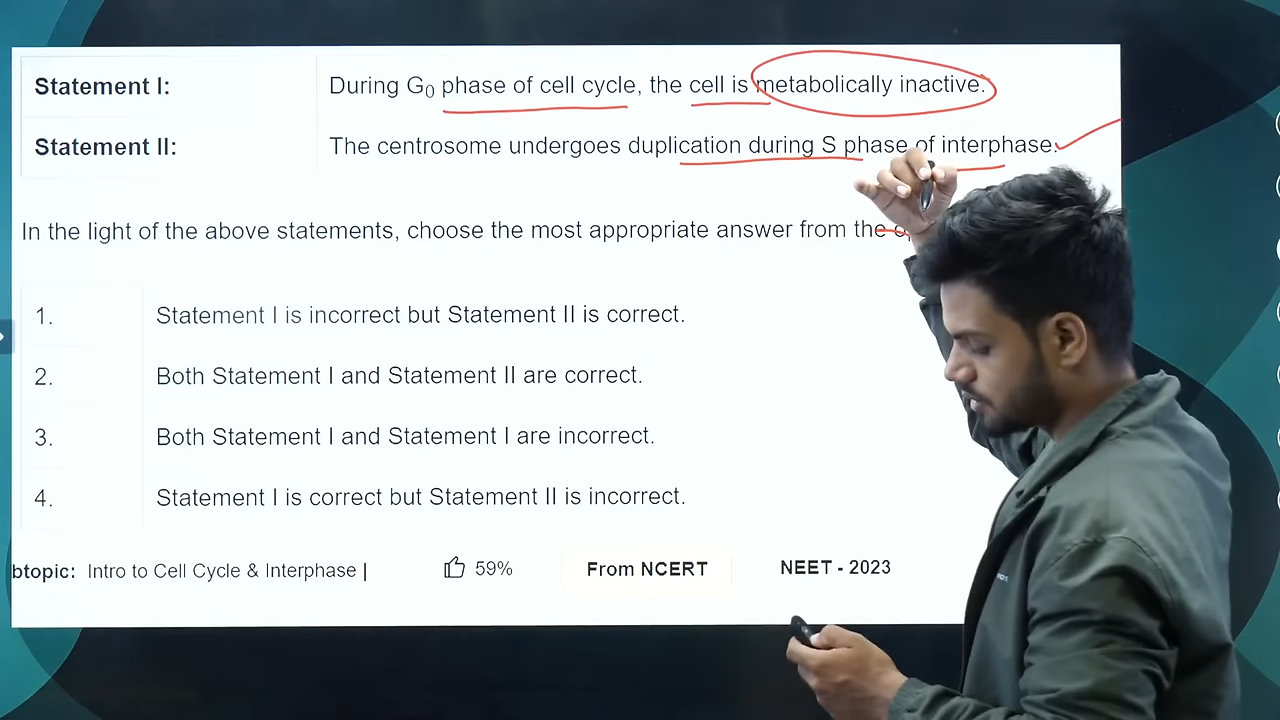 Statement I: During G0 phase of cell cycle, the cell is metabolically inactive.
Statement II: The centrosome undergoes duplication during S phase of interphase.
In the light of the above statements, choose the most appropriate answer from the
1. Statement I is incorrect but Statement II is correct.
2. Both Statement I and Statement II are correct.
3. Both Statement I and Statement I are incorrect.
4. Statement I is correct but Statement II is incorrect.
btopic: Intro to Cell Cycle & Interphase | 59% From NCERT NEET - 2023